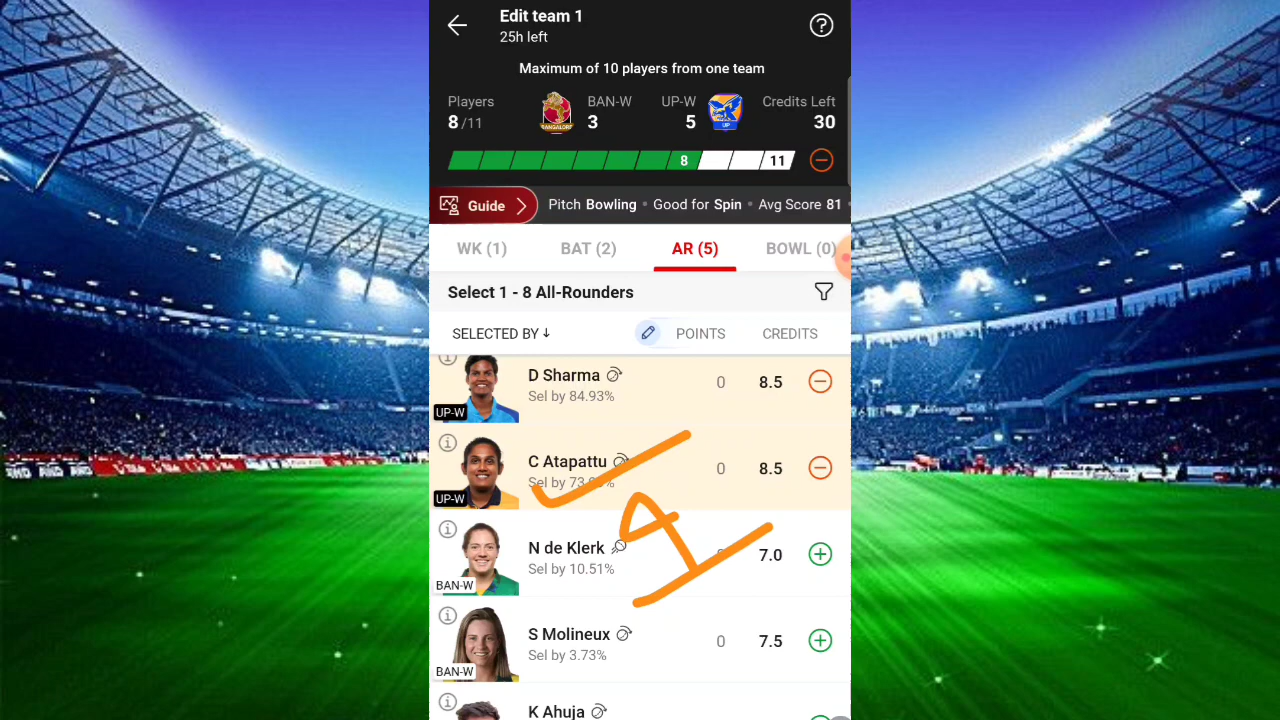 Edit team 1
25h left
Maximum of 10 players from one team
Players BAN-W UP-W Credits Left
8/11 3 5 30
BANGALORE
UP
8 11
Guide Pitch Bowling • Good for Spin • Avg Score 81
WK (1) BAT (2) AR (5) BOWL (0)
Select 1 - 8 All-Rounders
SELECTED BY↓ POINTS CREDITS
D Sharma
Sel by 84.93%
0 8.5
UP-W
C Atapattu
0 8.5
UP-W
4
N de Klerk
Sel by 10.51%
7.0
BAN-W
S Molineux
Sel by 3.73%
0 7.5
BAN-W
K Ahuja